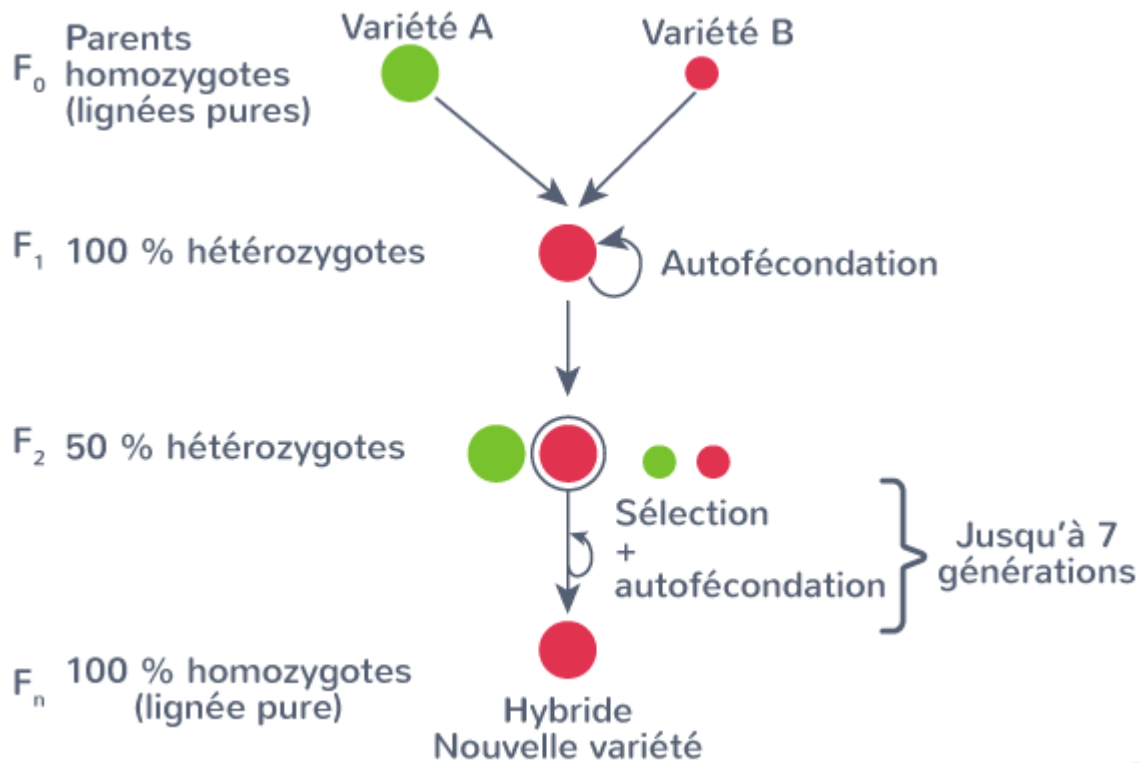 Variété A
Variété B
F₀ Parents
homozygotes
(lignées pures)
F₁ 100 % hétérozygotes
Autofécondation
F₂ 50 % hétérozygotes
Sélection
+
autofécondation
Jusqu'à 7
générations
Fₙ 100 % homozygotes
(lignée pure)
Hybride
Nouvelle variété